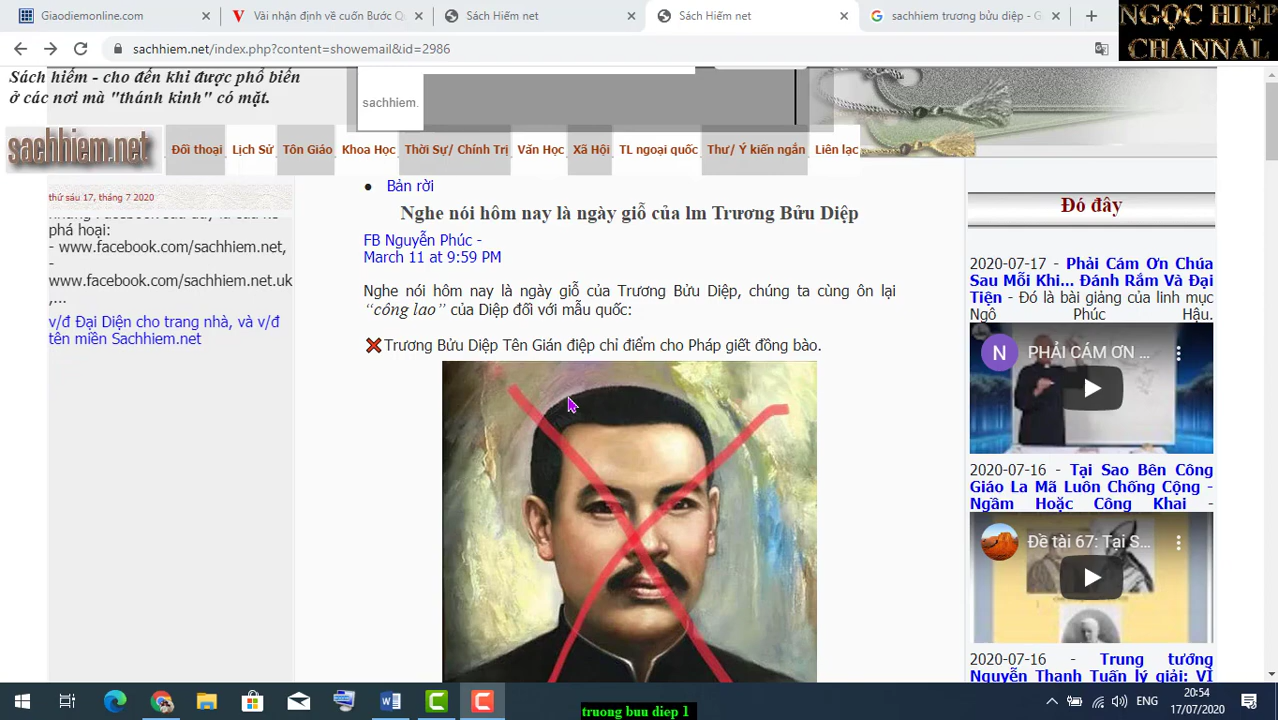 Giaodiemonline.com
Vài nhận định về cuốn Bước Q
Sách Hiếm net
Sách Hiếm net
sachhiem trương bửu diệp - G
NGỌC HIỆP
CHANNAL
sachhiem.net/index.php?content=showemail&id=2986
Sách hiếm - cho đến khi được phổ biến
ở các nơi mà "thánh kinh" có mặt.
sachhiem.
sachhiem.net
Đối thoại
Lịch Sử
Tôn Giáo
Khoa Học
Thời Sự/ Chính Trị
Văn Học
Xã Hội
TL ngoại quốc
Thư/ Ý kiến ngắn
Liên lạc
thứ sáu 17, tháng 7 2020
phá hoại:
- www.facebook.com/sachhiem.net,
-
www.facebook.com/sachhiem.net.uk
,...
v/đ Đại Diện cho trang nhà, và v/đ
tên miền Sachhiem.net
Bản rời
Nghe nói hôm nay là ngày giỗ của lm Trương Bửu Diệp
FB Nguyễn Phúc -
March 11 at 9:59 PM
Nghe nói hôm nay là ngày giỗ của Trương Bửu Diệp, chúng ta cùng ôn lại
“công lao” của Diệp đối với mẫu quốc:
❌Trương Bửu Diệp Tên Gián điệp chỉ điểm cho Pháp giết đồng bào.
Đó đây
2020-07-17 - Phải Cám Ơn Chúa
Sau Mỗi Khi... Đánh Rắm Và Đại
Tiện - Đó là bài giảng của linh mục
Ngô Phúc Hậu.
N
PHẢI CÁM ƠN ...
2020-07-16 - Tại Sao Bên Công
Giáo La Mã Luôn Chống Cộng -
Ngầm Hoặc Công Khai -
Đề tài 67: Tại S...
2020-07-16 - Trung tướng
Nguyễn Thanh Tuấn lý giải: VÌ
ENG
20:54
17/07/2020
truong buu diep 1